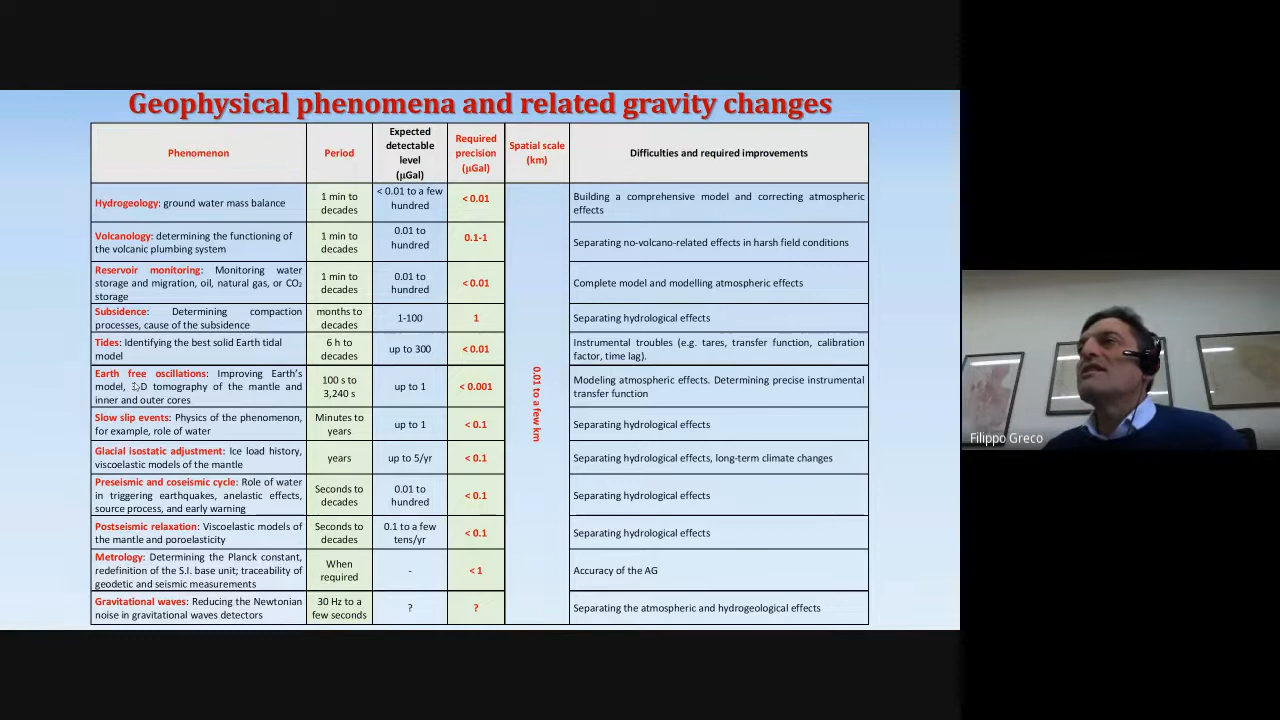 Geophysical phenomena and related gravity changes
Phenomenon
Period
Expected
detectable
level
(µGal)
Required
precision
(µGal)
Spatial scale
(km)
Difficulties and required improvements
Hydrogeology: ground water mass balance
1 min to
decades
< 0.01 to a few
hundred
< 0.01
Building a comprehensive model and correcting atmospheric
effects
Volcanology: determining the functioning of
the volcanic plumbing system
1 min to
decades
0.01 to
hundred
0.1-1
Separating no-volcano-related effects in harsh field conditions
Reservoir monitoring: Monitoring water
storage and migration, oil, natural gas, or CO₂
storage
1 min to
decades
0.01 to
hundred
< 0.01
Complete model and modelling atmospheric effects
Subsidence: Determining compaction
processes, cause of the subsidence
months to
decades
1-100
1
Separating hydrological effects
Tides: Identifying the best solid Earth tidal
model
6 h to
decades
up to 300
< 0.01
Instrumental troubles (e.g. tares, transfer function, calibration
factor, time lag).
Earth free oscillations: Improving Earth's
model, tomography of the mantle and
inner and outer cores
100 s to
3,240 s
up to 1
< 0.001
Modeling atmospheric effects. Determining precise instrumental
transfer function
Slow slip events: Physics of the phenomenon,
for example, role of water
Minutes to
years
up to 1
< 0.1
Separating hydrological effects
Glacial isostatic adjustment: Ice load history,
viscoelastic models of the mantle
years
up to 5/yr
< 0.1
Separating hydrological effects, long-term climate changes
Preseismic and coseismic cycle: Role of water
in triggering earthquakes, anelastic effects,
source process, and early warning
Seconds to
decades
0.01 to
hundred
< 0.1
Separating hydrological effects
Postseismic relaxation: Viscoelastic models of
the mantle and poroelasticity
Seconds to
decades
0.1 to a few
tens/yr
< 0.1
Separating hydrological effects
Metrology: Determining the Planck constant,
redefinition of the S.I. base unit; traceability of
geodetic and seismic measurements
When
required
-
< 1
Accuracy of the AG
Gravitational waves: Reducing the Newtonian
noise in gravitational waves detectors
30 Hz to a
few seconds
?
?
Separating the atmospheric and hydrogeological effects
0.01 to a few km
Filippo Greco